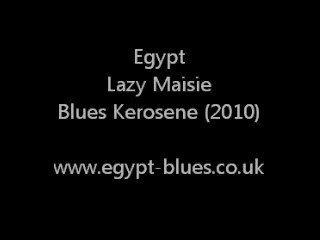 Egypt
Lazy Maisie
Blues Kerosene (2010)
www.egypt-blues.co.uk